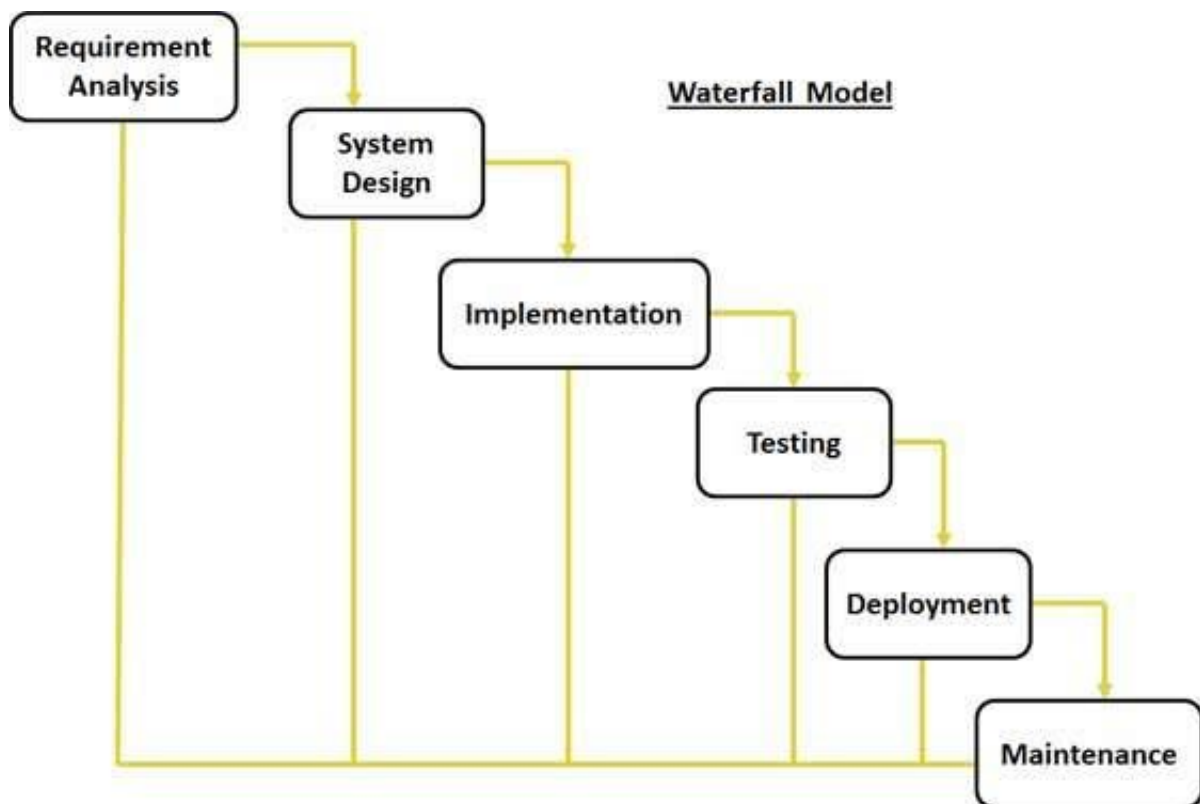 Requirement
Analysis
Waterfall Model
System
Design
Implementation
Testing
Deployment
Maintenance